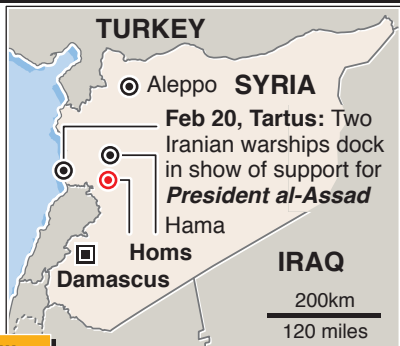 TURKEY
Aleppo
SYRIA
Feb 20, Tartus: Two
Iranian warships dock
in show of support for
President al-Assad
Hama
Homs
Damascus
IRAQ
200km
120 miles